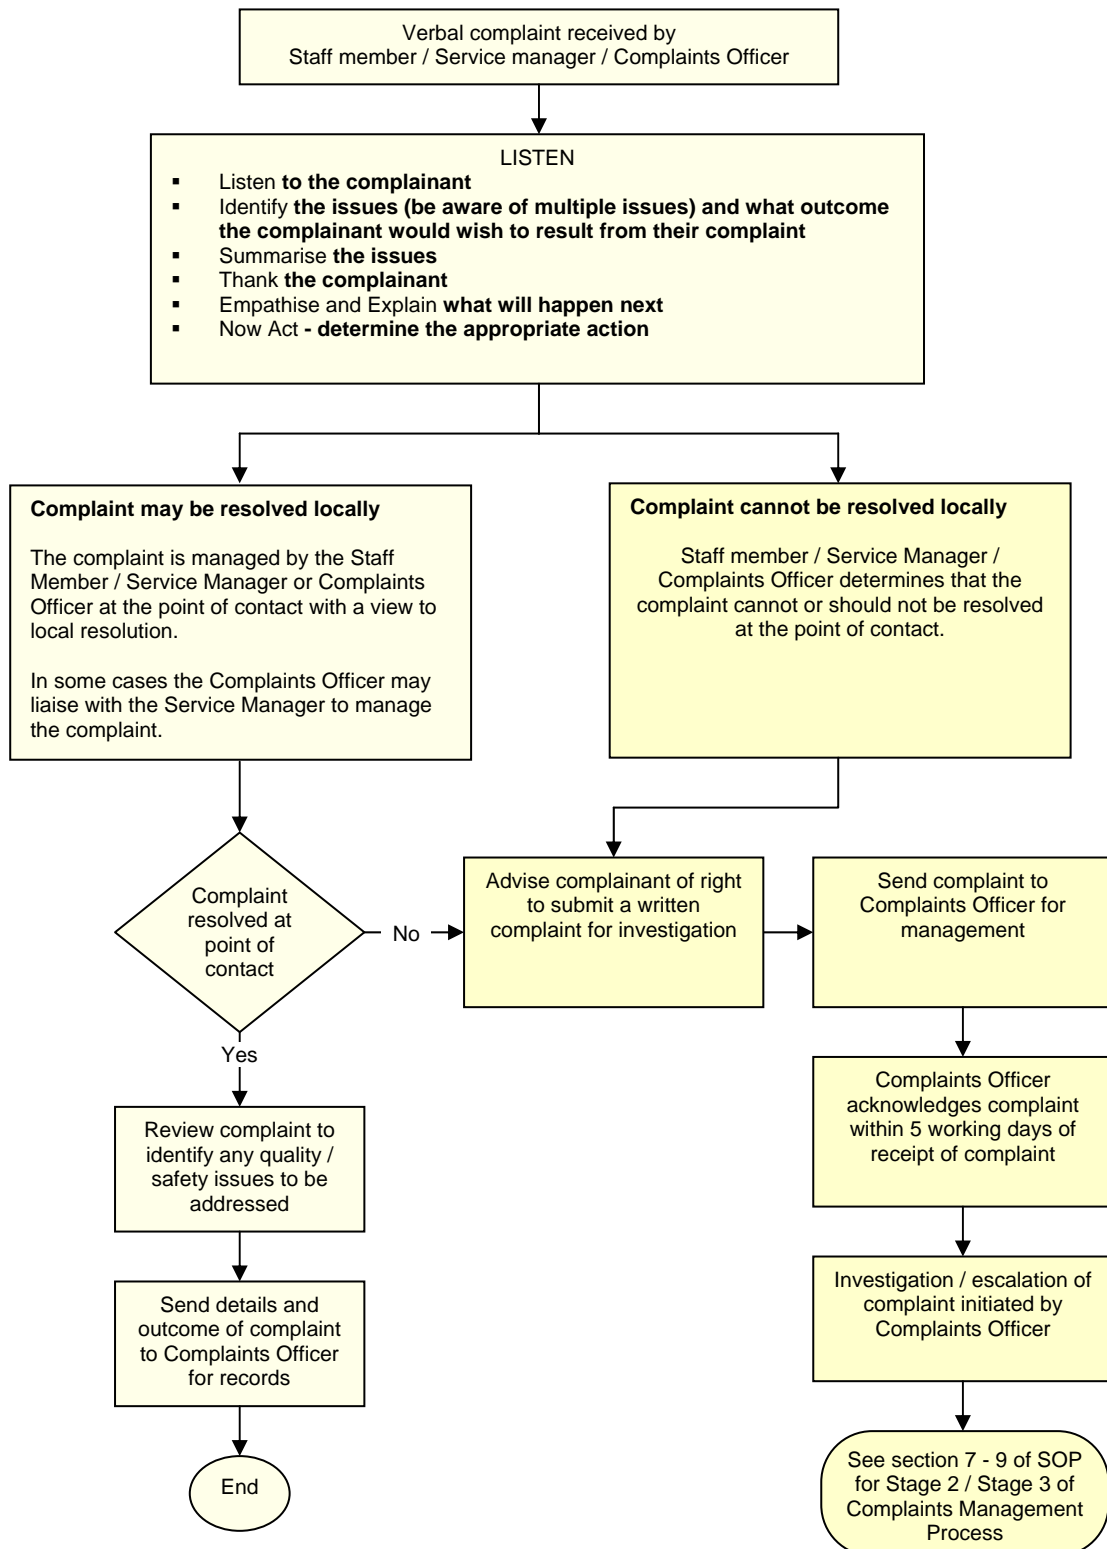 Verbal complaint received by
Staff member / Service manager / Complaints Officer
LISTEN
▪ Listen to the complainant
▪ Identify the issues (be aware of multiple issues) and what outcome
the complainant would wish to result from their complaint
▪ Summarise the issues
▪ Thank the complainant
▪ Empathise and Explain what will happen next
▪ Now Act - determine the appropriate action
Complaint may be resolved locally
The complaint is managed by the Staff
Member / Service Manager or Complaints
Officer at the point of contact with a view to
local resolution.
In some cases the Complaints Officer may
liaise with the Service Manager to manage
the complaint.
Complaint cannot be resolved locally
Staff member / Service Manager /
Complaints Officer determines that the
complaint cannot or should not be resolved
at the point of contact.
Complaint
resolved at
point of
contact
No
Advise complainant of right
to submit a written
complaint for investigation
Send complaint to
Complaints Officer for
management
Yes
Complaints Officer
acknowledges complaint
within 5 working days of
receipt of complaint
Review complaint to
identify any quality /
safety issues to be
addressed
Investigation / escalation of
complaint initiated by
Complaints Officer
Send details and
outcome of complaint
to Complaints Officer
for records
End
See section 7 - 9 of SOP
for Stage 2 / Stage 3 of
Complaints Management
Process